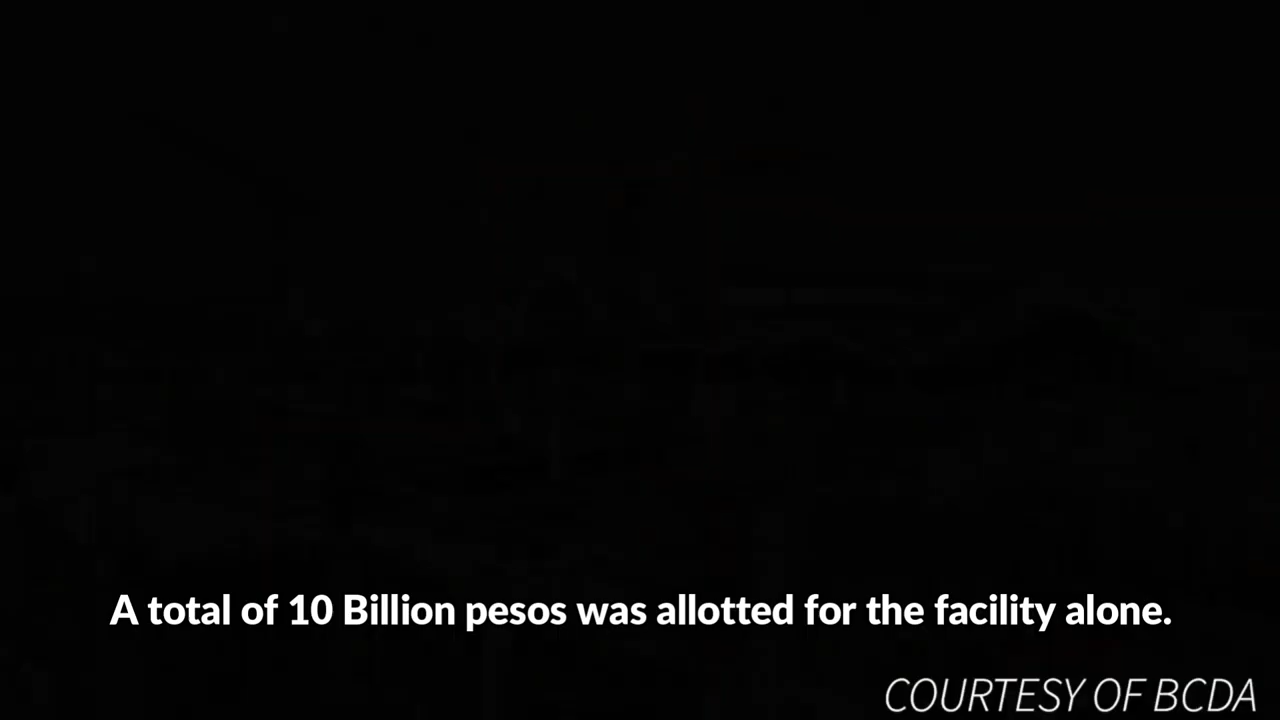 A total of 10 Billion pesos was allotted for the facility alone.
COURTESY OF BCDA